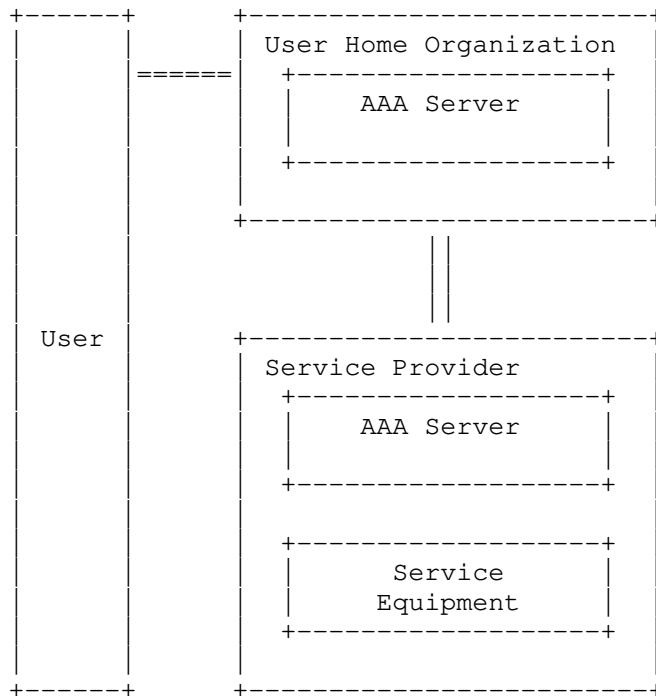 User Home Organization
AAA Server
User
Service Provider
AAA Server
Service
Equipment